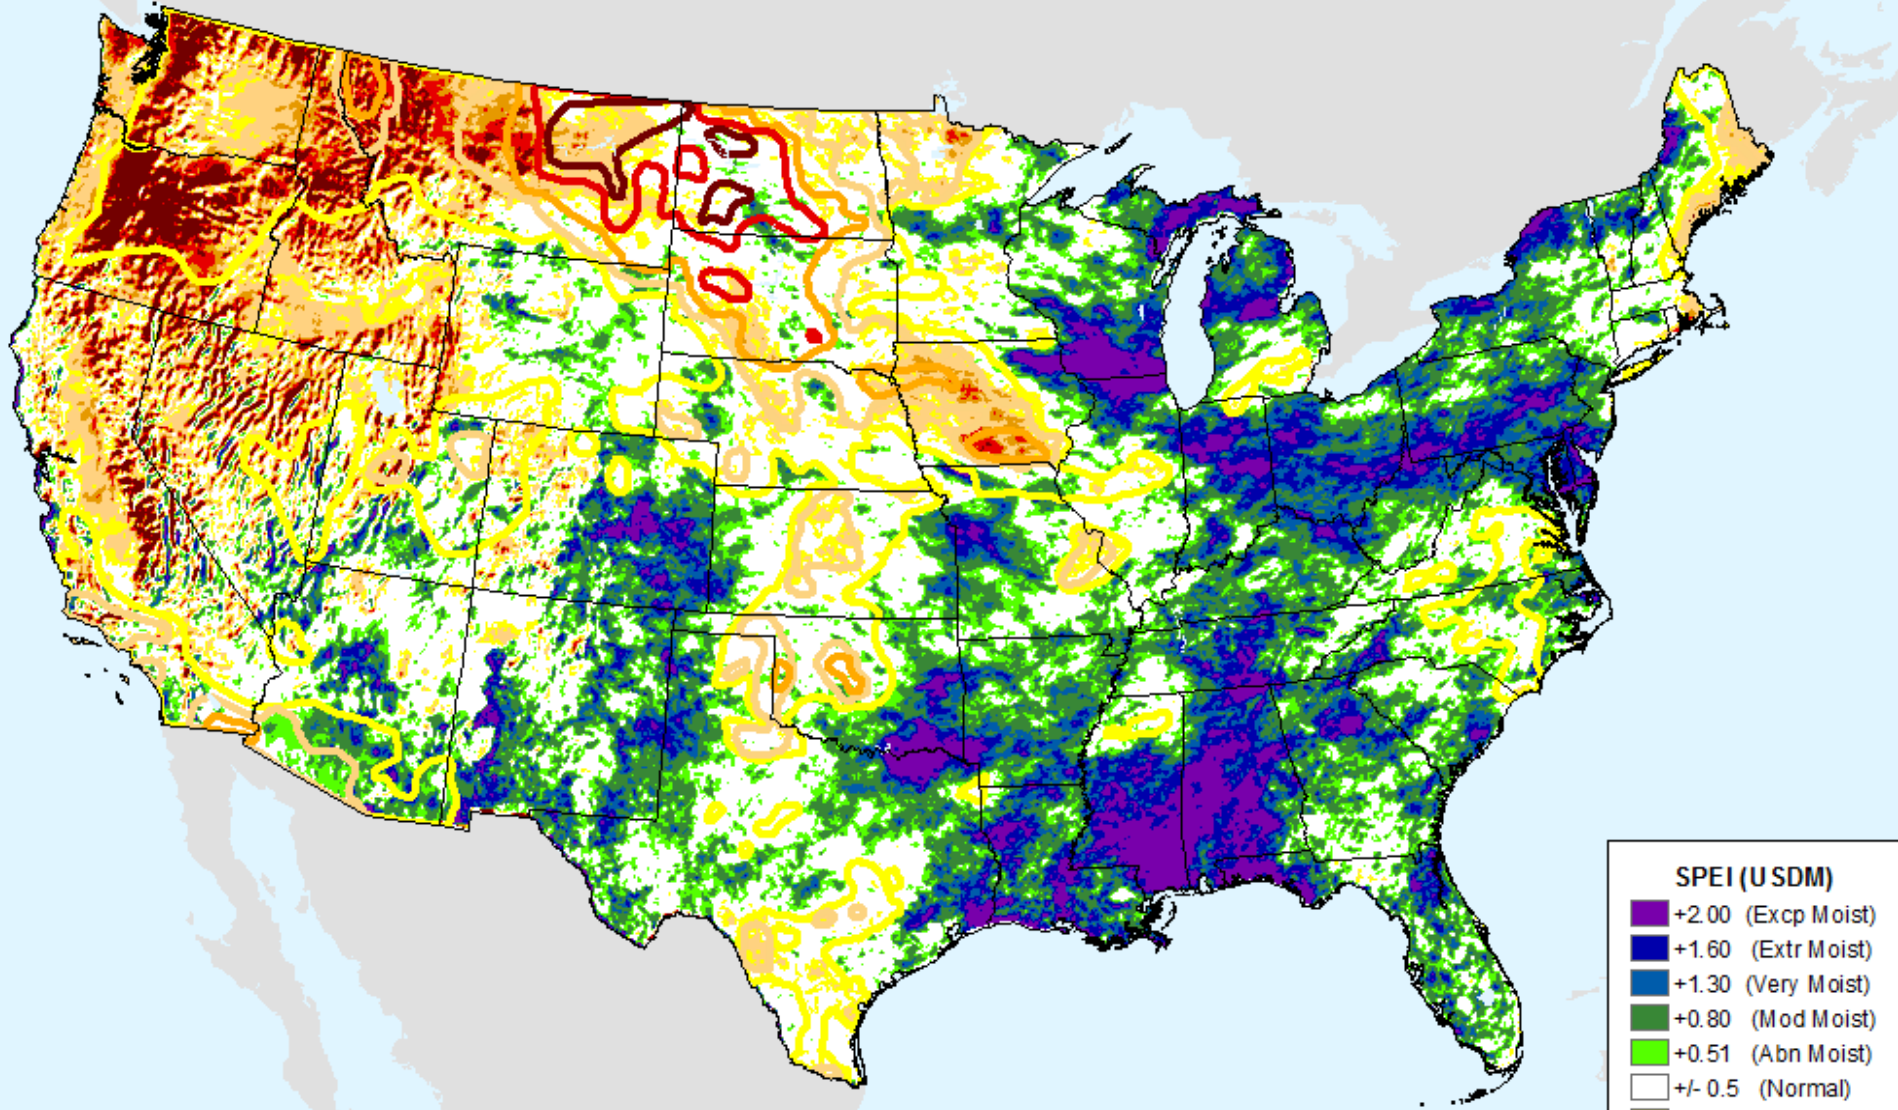 SPEI (USDM)
+2.00 (Excp Moist)
+1.60 (Extr Moist)
+1.30 (Very Moist)
+0.80 (Mod Moist)
+0.51 (Abn Moist)
+/- 0.5 (Normal)